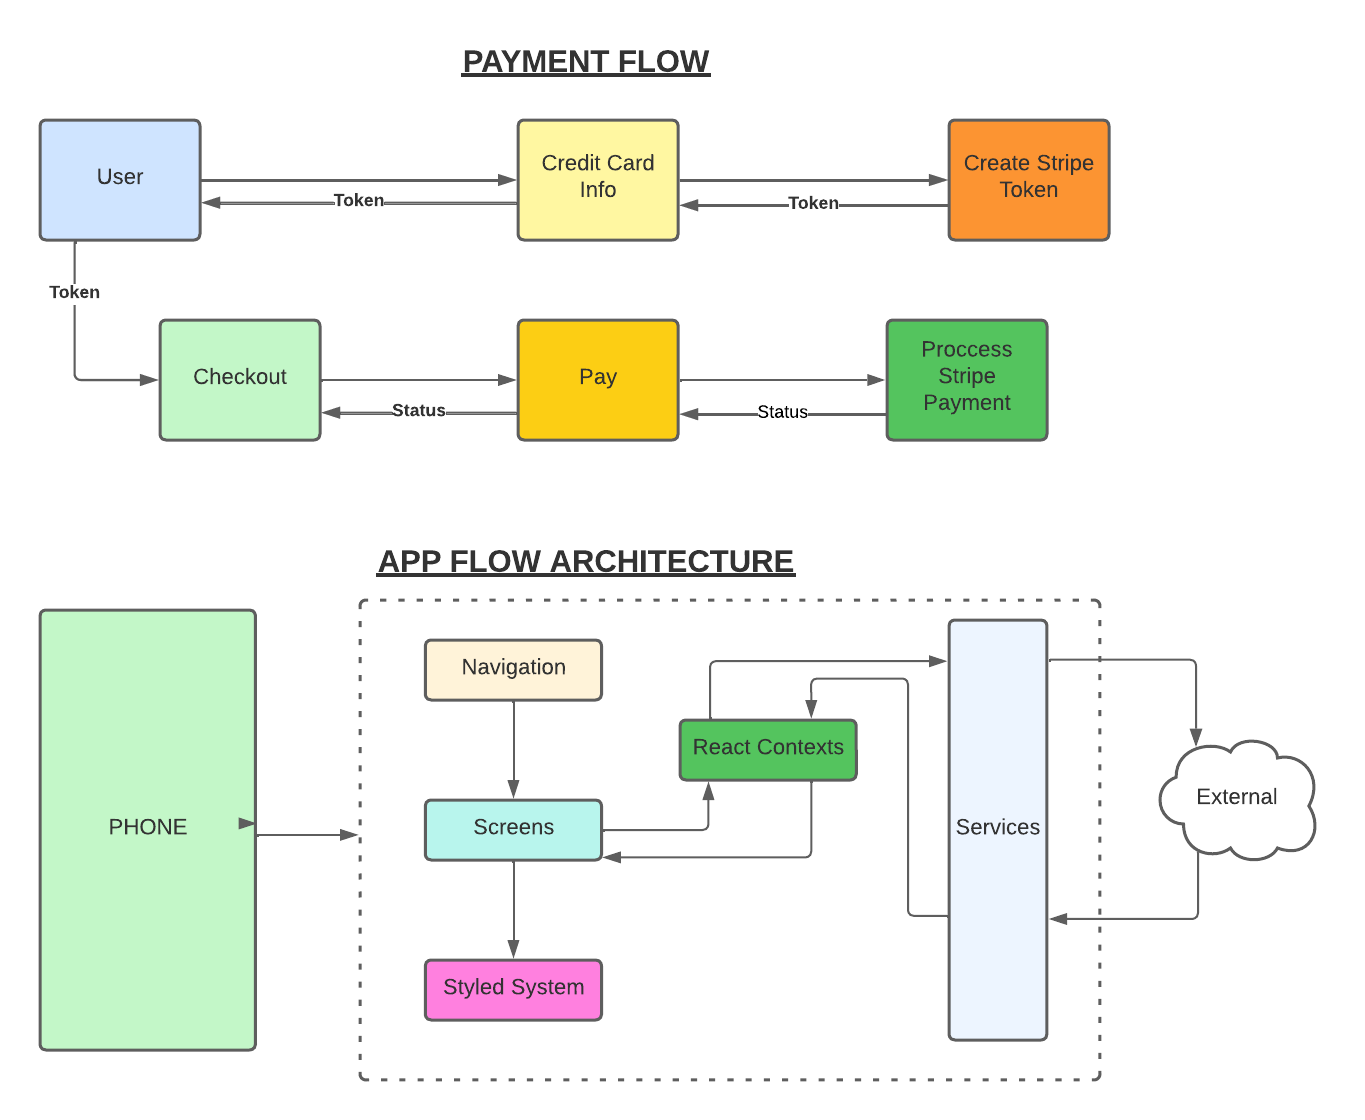 PAYMENT FLOW
User
Credit Card
Info
Create Stripe
Token
Token
Token
Token
Checkout
Pay
Proccess
Stripe
Payment
Status
Status
APP FLOW ARCHITECTURE
PHONE
Navigation
React Contexts
Screens
Services
External
Styled System